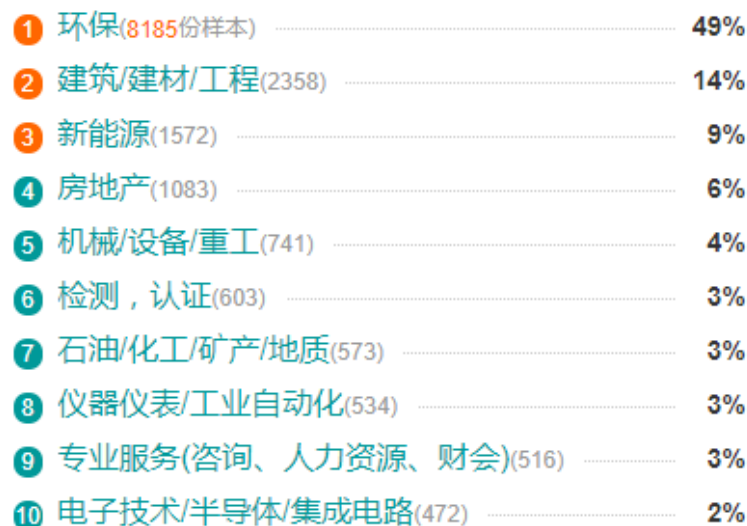 1 环保(8185份样本) 49%
2 建筑/建材/工程(2358) 14%
3 新能源(1572) 9%
4 房地产(1083) 6%
5 机械/设备/重工(741) 4%
6 检测，认证(603) 3%
7 石油/化工/矿产/地质(573) 3%
8 仪器仪表/工业自动化(534) 3%
9 专业服务(咨询、人力资源、财会)(516) 3%
10 电子技术/半导体/集成电路(472) 2%